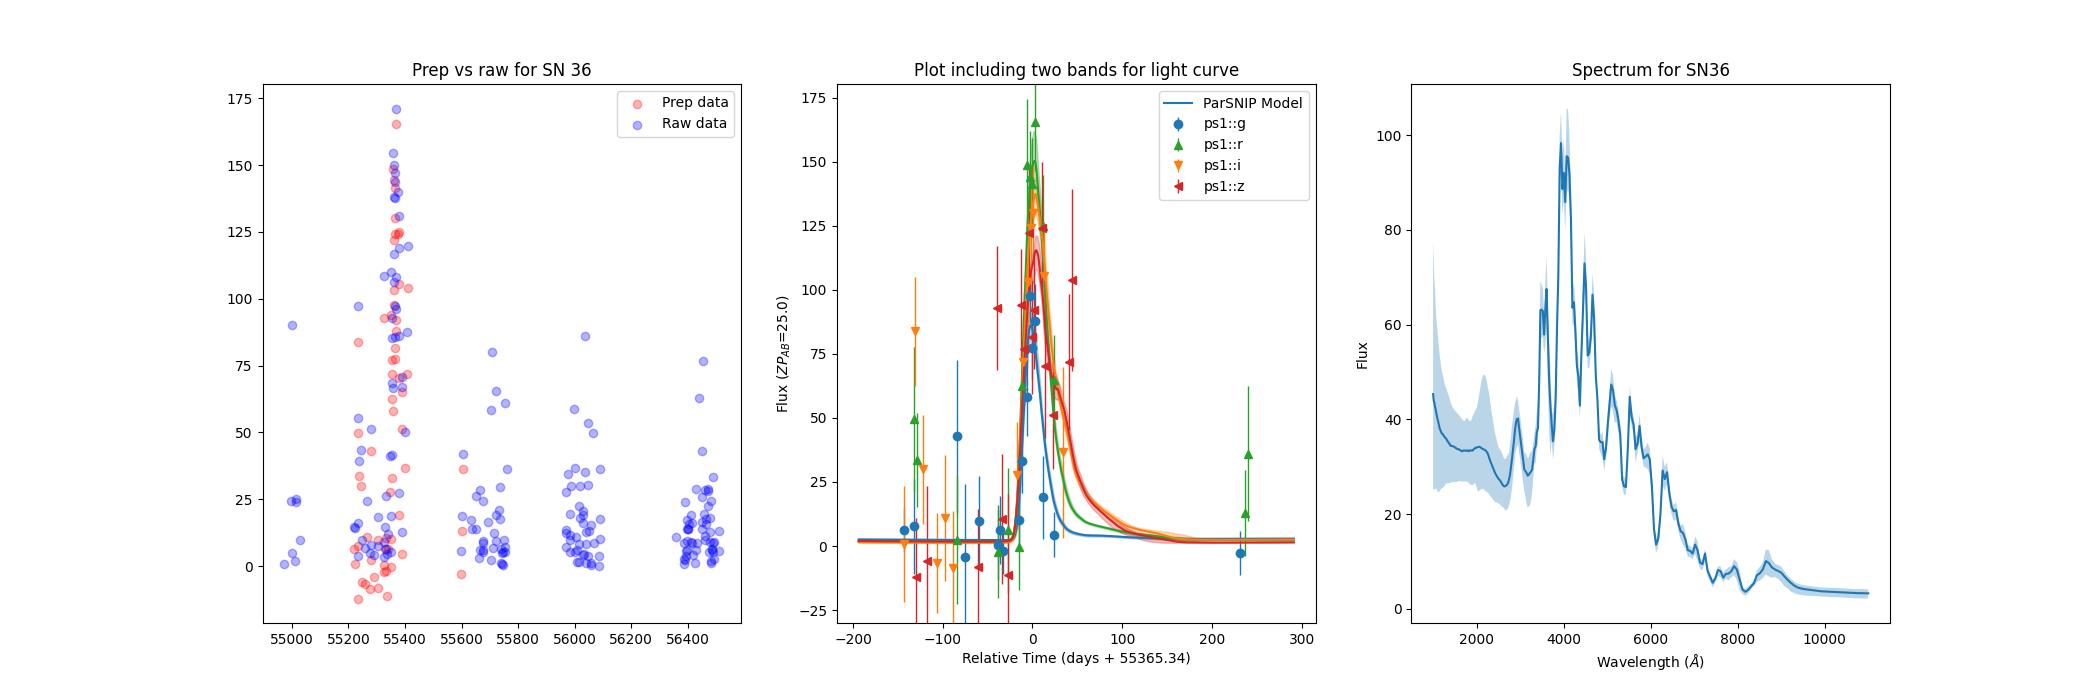 Prep vs raw for SN 36
175
150
125
100
75
50
25
0
55000 55200 55400 55600 55800 56000 56200 56400
Prep data
Raw data
Plot including two bands for light curve
Flux (ZP_AB=25.0)
175
150
125
100
75
50
25
0
−25
−200 −100 0 100 200 300
Relative Time (days + 55365.34)
ParSNIP Model
ps1::g
ps1::r
ps1::i
ps1::z
Spectrum for SN36
Flux
100
80
60
40
20
0
2000 4000 6000 8000 10000
Wavelength (Å)